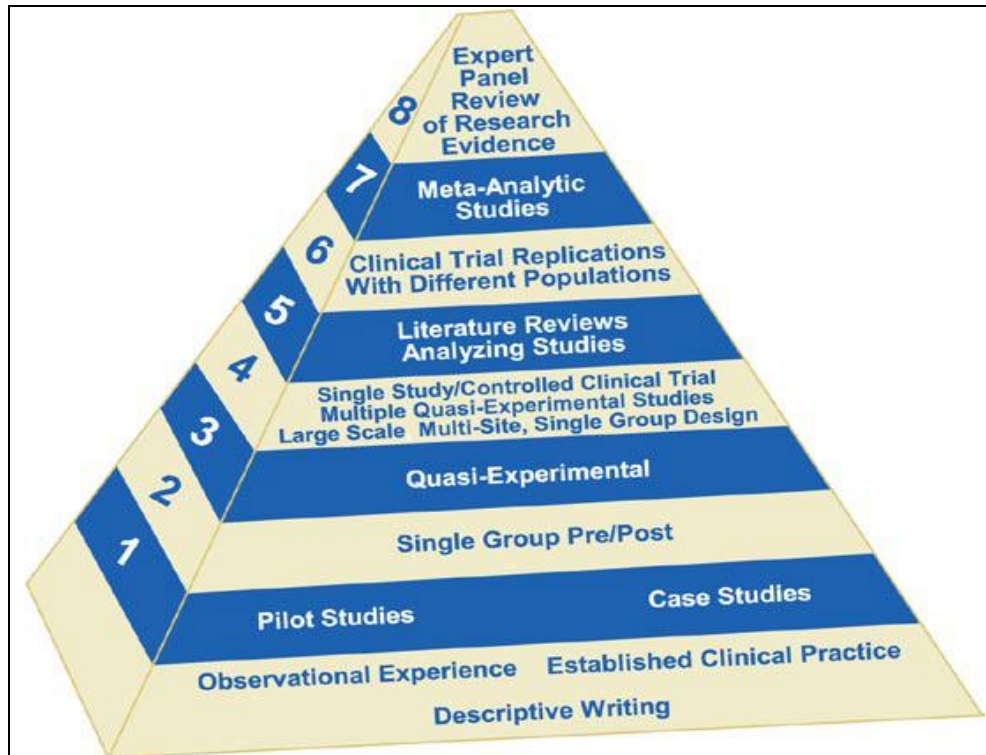 8
Expert
Panel
Review
of Research
Evidence
7
Meta-Analytic
Studies
6
Clinical Trial Replications
With Different Populations
5
Literature Reviews
Analyzing Studies
4
Single Study/Controlled Clinical Trial
Multiple Quasi-Experimental Studies
Large Scale Multi-Site, Single Group Design
3
Quasi-Experimental
2
Single Group Pre/Post
1
Pilot Studies Case Studies
Observational Experience Established Clinical Practice
Descriptive Writing